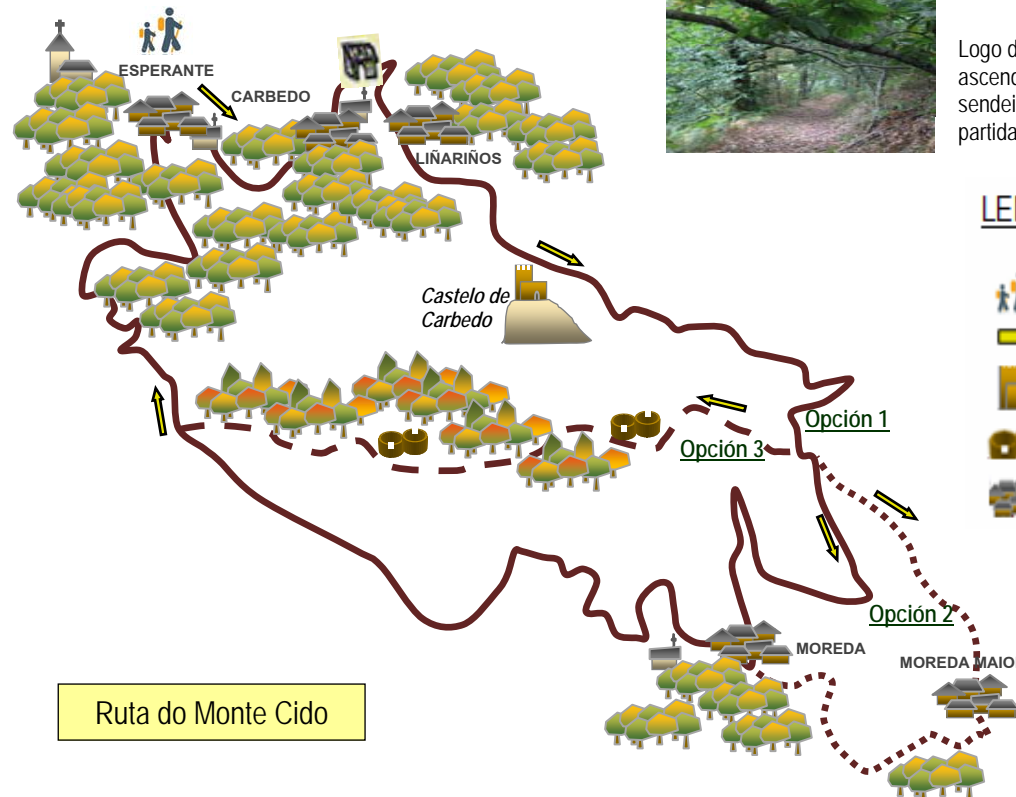 Logo d
ascend
sendei
partida
LE
ESPERANTE
CARBEDO
LIÑARIÑOS
Castelo de
Carbedo
Opción 1
Opción 3
Opción 2
MOREDA
MOREDA MAIO
Ruta do Monte Cido